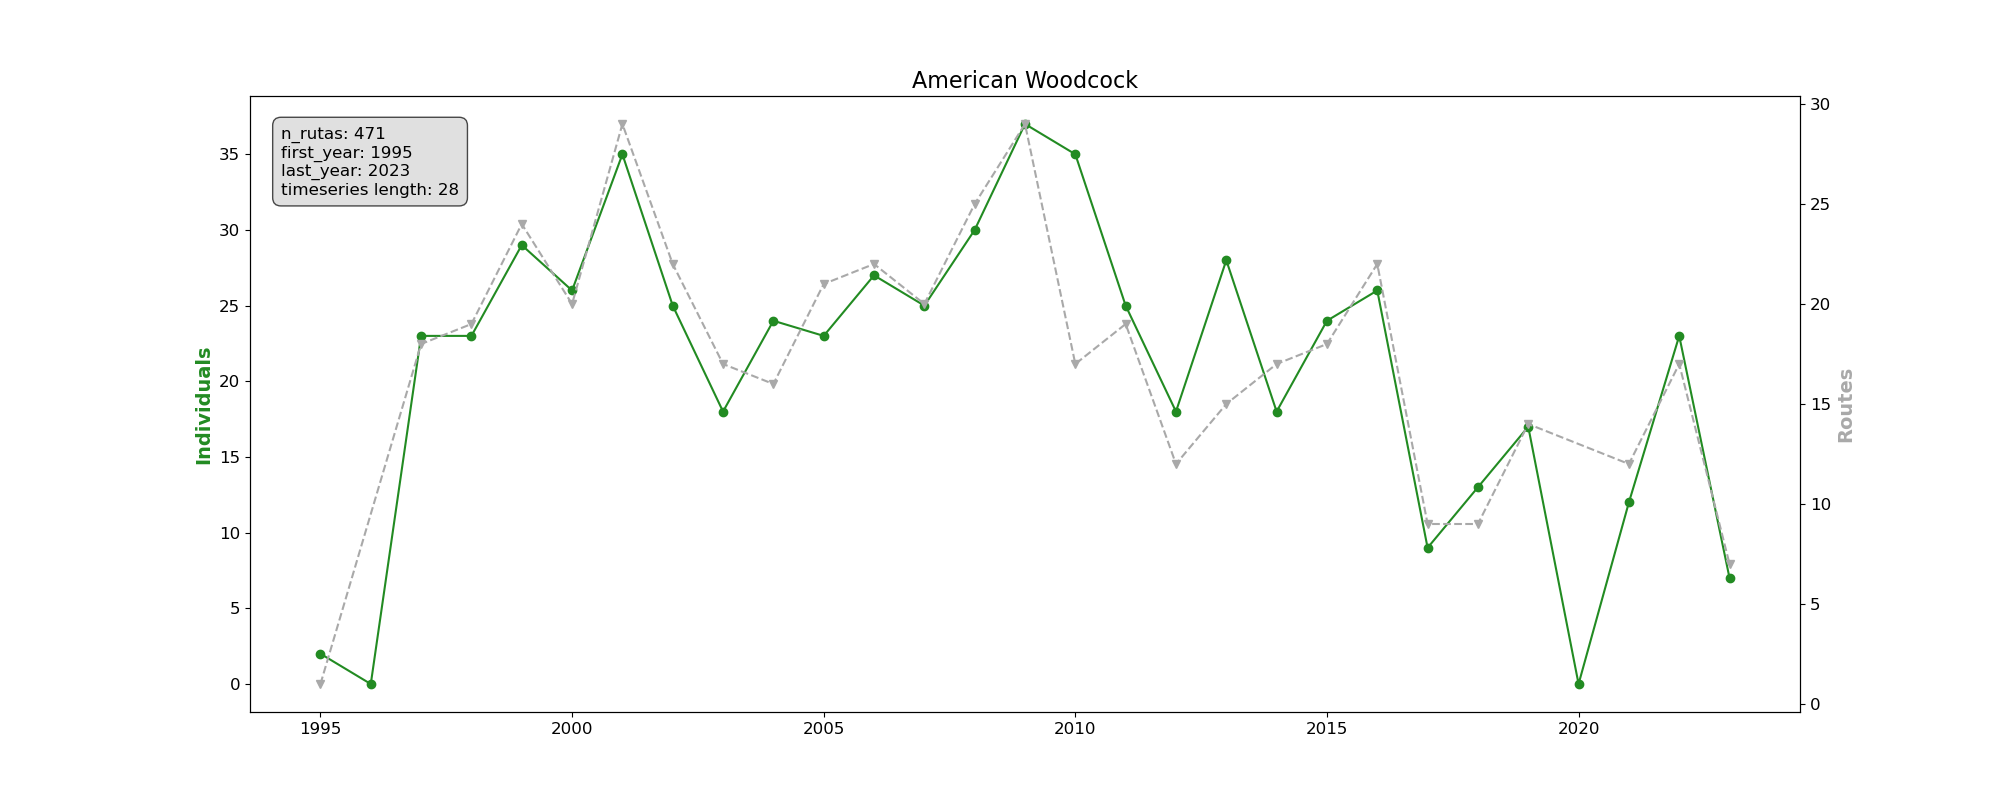 American Woodcock
n_rutas: 471
first_year: 1995
last_year: 2023
timeseries length: 28
Individuals
35
30
25
20
15
10
5
0
Routes
30
25
20
15
10
5
0
1995 2000 2005 2010 2015 2020